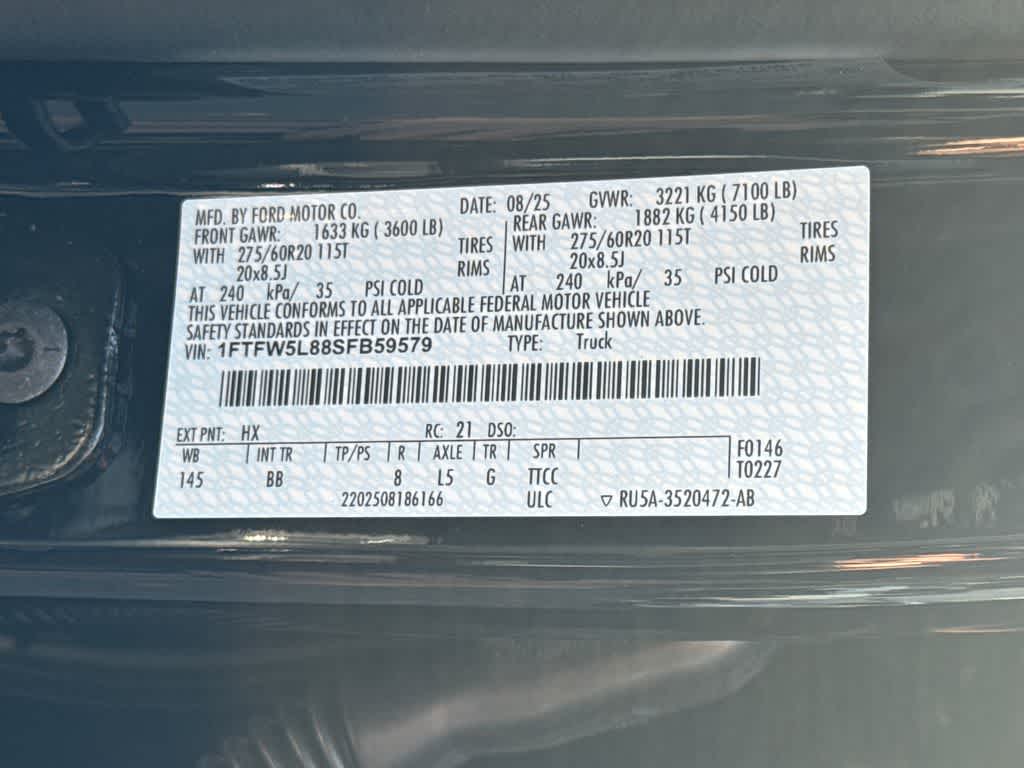 MFD. BY FORD MOTOR CO. DATE: 08/25 GVWR: 3221 KG ( 7100 LB)
FRONT GAWR: 1633 KG ( 3600 LB) REAR GAWR: 1882 KG ( 4150 LB)
WITH 275/60R20 115T TIRES WITH 275/60R20 115T TIRES
20x8.5J RIMS 20x8.5J RIMS
AT 240 kPa/ 35 PSI COLD AT 240 kPa/ 35 PSI COLD
THIS VEHICLE CONFORMS TO ALL APPLICABLE FEDERAL MOTOR VEHICLE
SAFETY STANDARDS IN EFFECT ON THE DATE OF MANUFACTURE SHOWN ABOVE.
VIN: 1FTFW5L88SFB59579 TYPE: Truck
EXT PNT: HX RC: 21 DSO:
WB INT TR TP/PS R AXLE TR SPR F0146
145 BB 8 L5 G TTCC T0227
2202508186166 ULC ▽ RU5A-3520472-AB